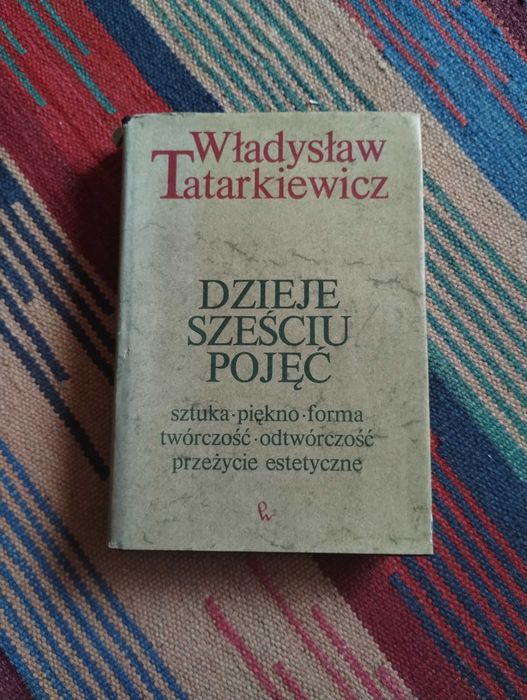 Władysław
Tatarkiewicz
DZIEJE
SZEŚCIU
POJĘĆ
sztuka · piękno · forma
twórczość · odtwórczość
przeżycie estetyczne